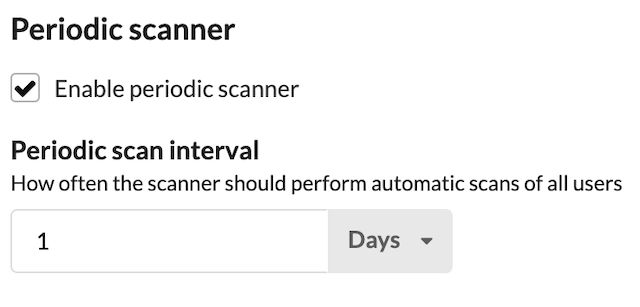 Periodic scanner
Enable periodic scanner
Periodic scan interval
How often the scanner should perform automatic scans of all users
1 Days